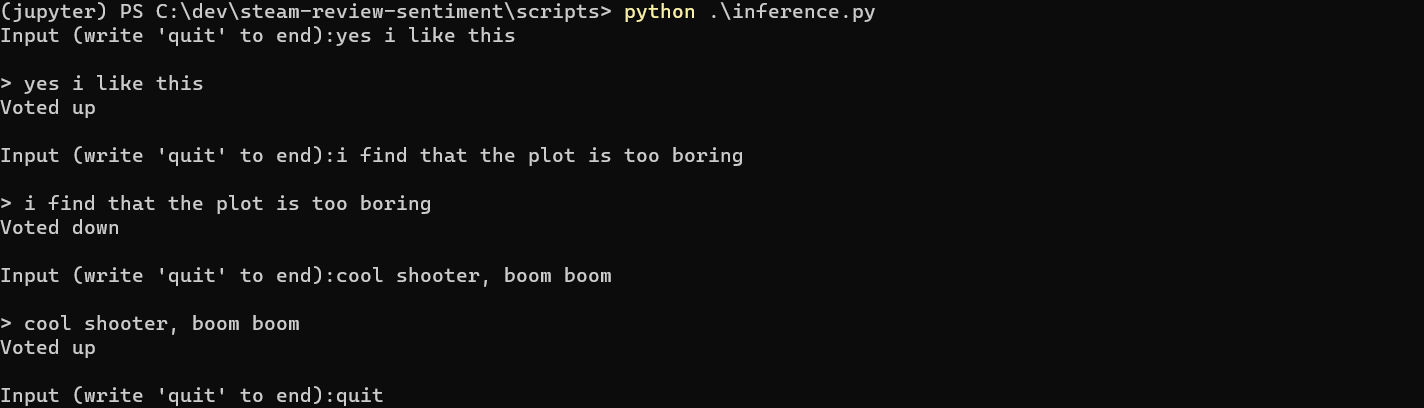 (jupyter) PS C:\dev\steam-review-sentiment\scripts> python .\inference.py
Input (write 'quit' to end):yes i like this
> yes i like this
Voted up
Input (write 'quit' to end):i find that the plot is too boring
> i find that the plot is too boring
Voted down
Input (write 'quit' to end):cool shooter, boom boom
> cool shooter, boom boom
Voted up
Input (write 'quit' to end):quit